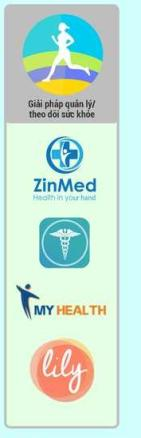 Giải pháp quản lý/
theo dõi sức khỏe
ZinMed
Health in your hand
MY HEALTH
lily